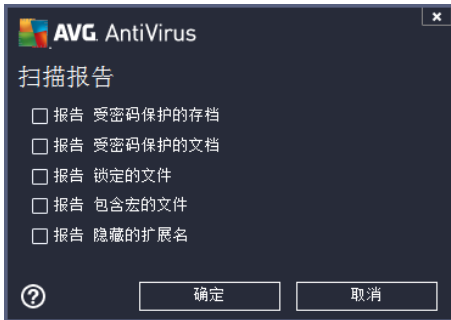 AVG. AntiVirus
扫描报告
报告 受密码保护的存档
报告 受密码保护的文档
报告 锁定的文件
报告 包含宏的文件
报告 隐藏的扩展名
确定 取消